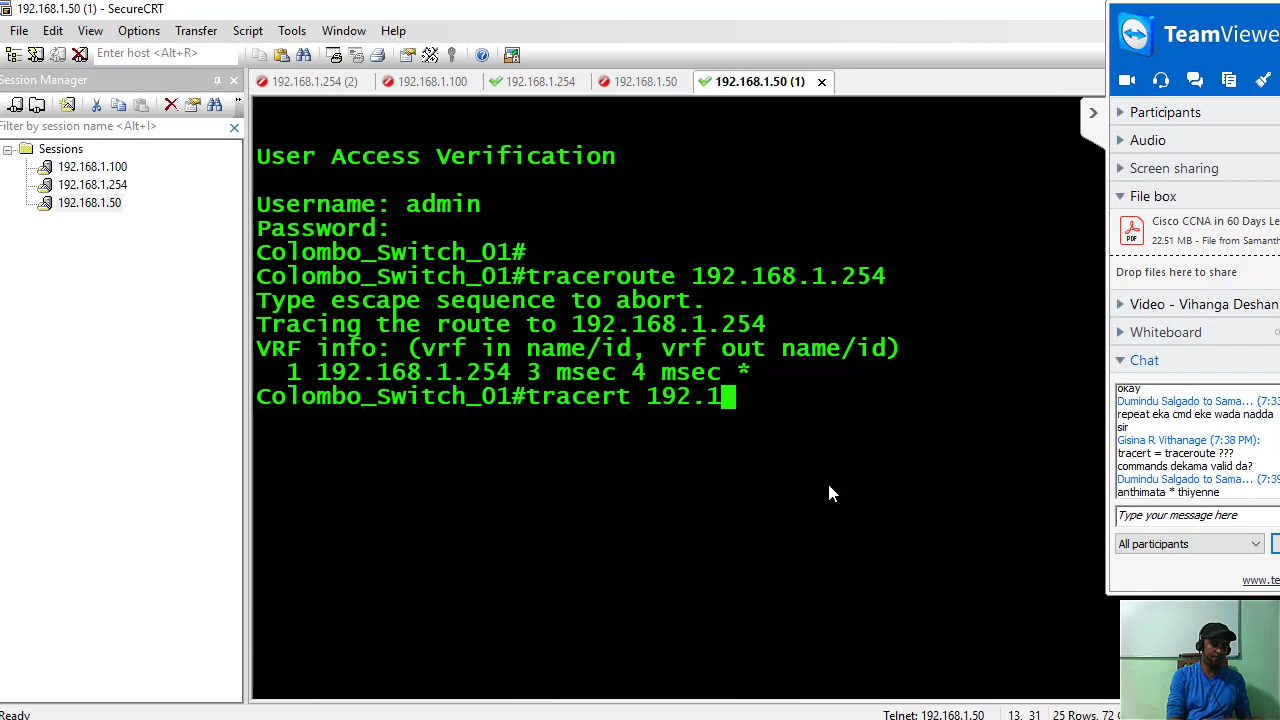 192.168.1.50 (1) - SecureCRT
File Edit View Options Transfer Script Tools Window Help
Enter host <Alt+R>
Session Manager
192.168.1.254 (2) 192.168.1.100 192.168.1.254 192.168.1.50 192.168.1.50 (1)
Filter by session name <Alt+I>
Sessions
192.168.1.100
192.168.1.254
192.168.1.50
User Access Verification
Username: admin
Password:
Colombo_Switch_01#
Colombo_Switch_01#traceroute 192.168.1.254
Type escape sequence to abort.
Tracing the route to 192.168.1.254
VRF info: (vrf in name/id, vrf out name/id)
1 192.168.1.254 3 msec 4 msec *
Colombo_Switch_01#tracert 192.1
Ready
Telnet: 192.168.1.50 13, 31 25 Rows, 72 C
TeamViewe
Participants
Audio
Screen sharing
File box
PDF
Cisco CCNA in 60 Days Le
22.51 MB - File from Samanth
Drop files here to share
Video - Vihanga Deshan
Whiteboard
Chat
okay
Dumindu Salgado to Sama... (7:33
repeat eka cmd eke wada nadda
sir
Gisina R Vithanage (7:38 PM):
tracert = traceroute ???
commands dekama valid da?
Dumindu Salgado to Sama... (7:39
anthimata * thiyenne
Type your message here
All participants
www.te